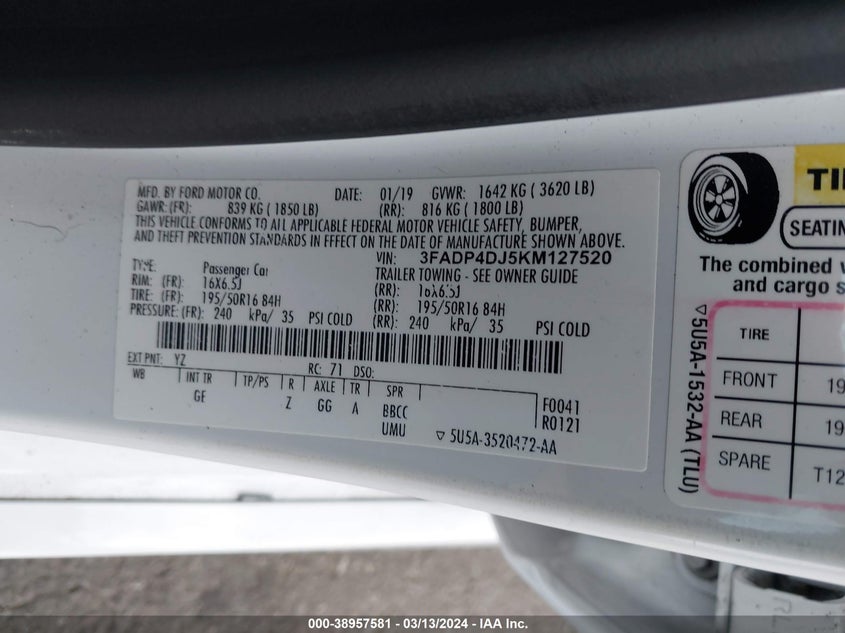 MFD. BY FORD MOTOR CO. DATE: 01/19 GVWR: 1642 KG ( 3620 LB)
GAWR: (FR): 839 KG ( 1850 LB) (RR): 816 KG ( 1800 LB)
THIS VEHICLE CONFORMS TO ALL APPLICABLE FEDERAL MOTOR VEHICLE SAFETY, BUMPER,
AND THEFT PREVENTION STANDARDS IN EFFECT ON THE DATE OF MANUFACTURE SHOWN ABOVE.
VIN: 3FADP4DJ5KM127520
TYPE: Passenger Car TRAILER TOWING - SEE OWNER GUIDE
RIM: (FR): 16X6.5J (RR): 16X6.5J
TIRE: (FR): 195/50R16 84H (RR): 195/50R16 84H
PRESSURE: (FR): 240 kPa/ 35 PSI COLD (RR): 240 kPa/ 35 PSI COLD
EXT PNT: YZ RC: 71 DSO:
WB INT TR TP/PS R AXLE TR SPR
GF Z GG A BBCC
UMU
F0041
R0121
▽ 5U5A-3520472-AA
TI
SEATIN
The combined
and cargo s
TIRE
FRONT 19
REAR 19
SPARE T12
▽5U5A-1532-AA (TLU)
RL
000-38957581 - 03/13/2024 - IAA Inc.